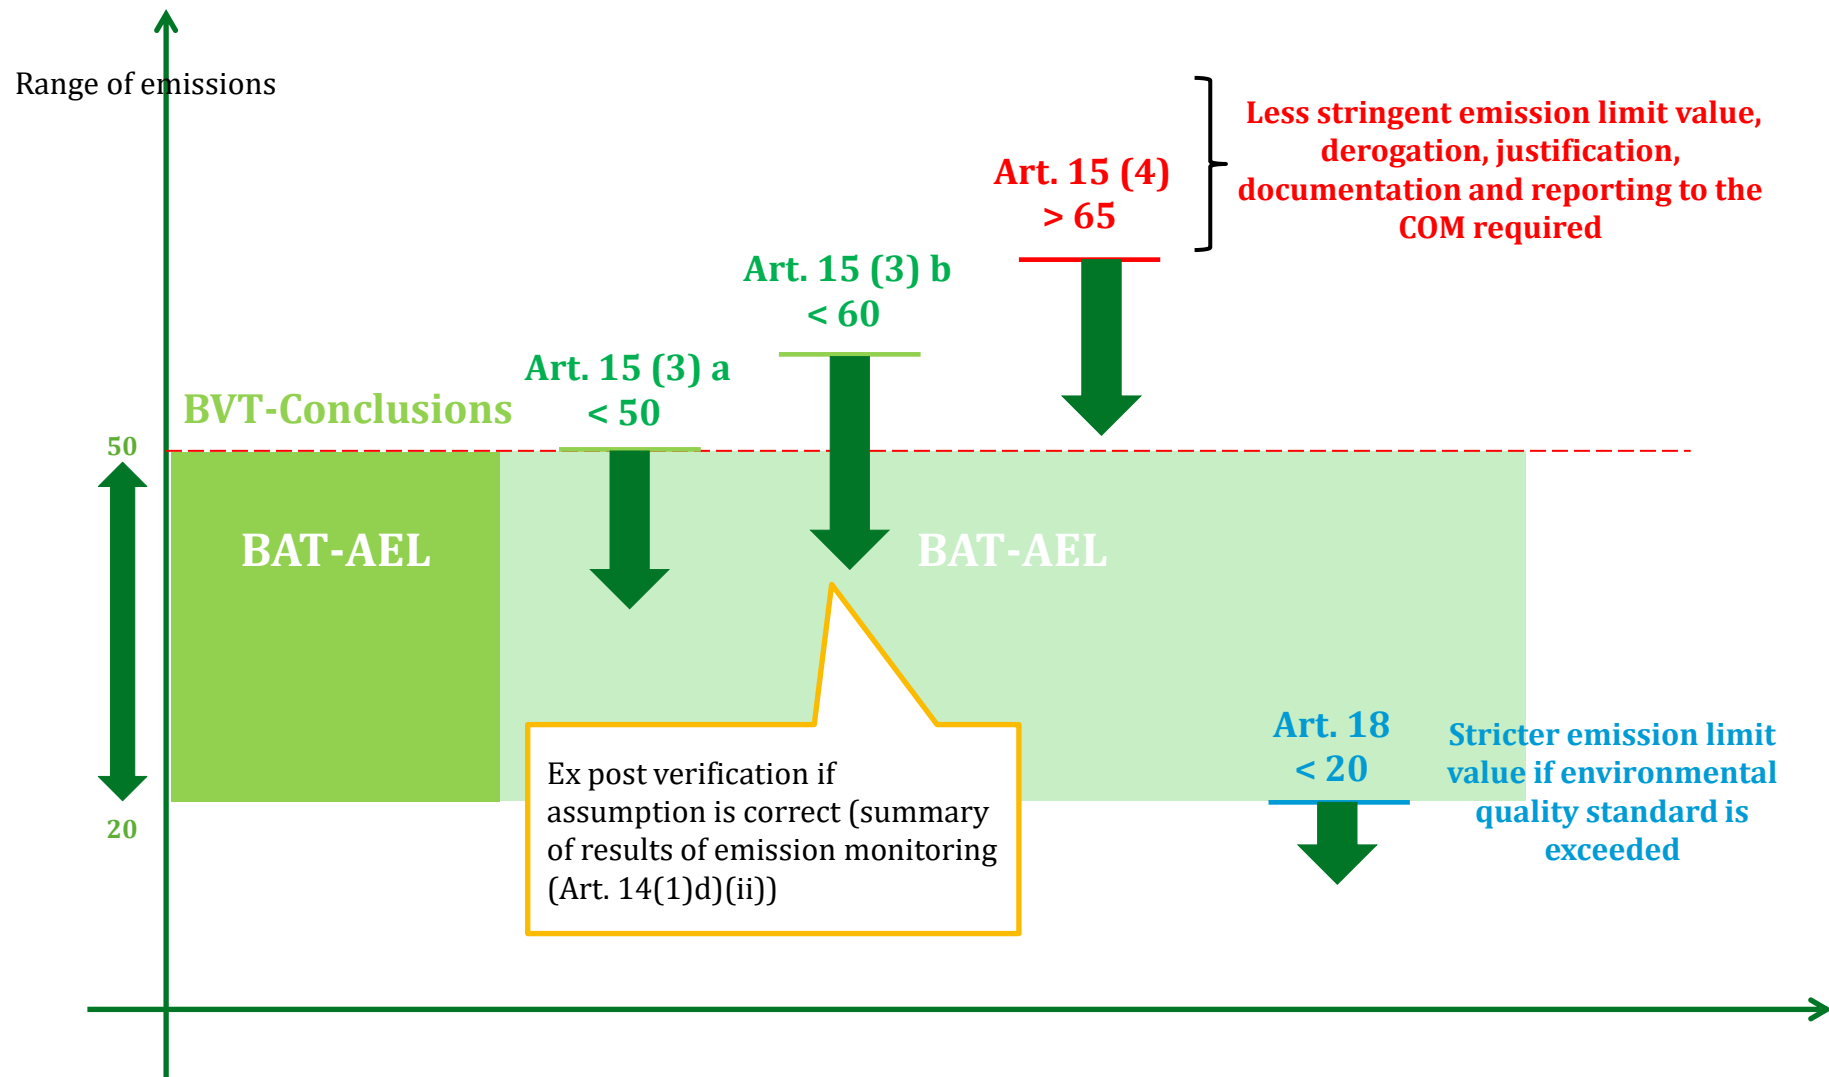 Range of emissions
Less stringent emission limit value,
derogation, justification,
documentation and reporting to the
COM required
Art. 15 (4)
> 65
Art. 15 (3) b
< 60
Art. 15 (3) a
< 50
BVT-Conclusions
50
BAT-AEL
BAT-AEL
Art. 18
< 20
Stricter emission limit
value if environmental
quality standard is
exceeded
Ex post verification if
assumption is correct (summary
of results of emission monitoring
(Art. 14(1)d)(ii))
20